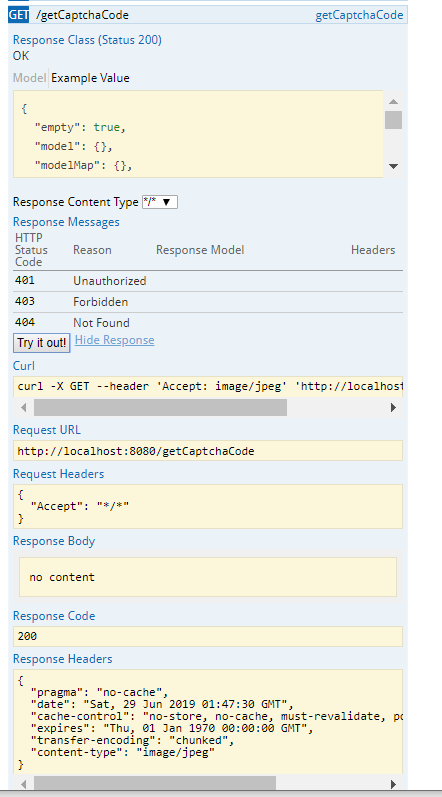 GET /getCaptchaCode getCaptchaCode
Response Class (Status 200)
OK
Model Example Value
{
"empty": true,
"model": {},
"modelMap": {},
Response Content Type */*
Response Messages
HTTP Status Code Reason Response Model Headers
401 Unauthorized
403 Forbidden
404 Not Found
Try it out! Hide Response
Curl
curl -X GET --header 'Accept: image/jpeg' 'http://localhost
Request URL
http://localhost:8080/getCaptchaCode
Request Headers
{
"Accept": "*/*"
}
Response Body
no content
Response Code
200
Response Headers
{
"pragma": "no-cache",
"date": "Sat, 29 Jun 2019 01:47:30 GMT",
"cache-control": "no-store, no-cache, must-revalidate,
"expires": "Thu, 01 Jan 1970 00:00:00 GMT",
"transfer-encoding": "chunked",
"content-type": "image/jpeg"
}